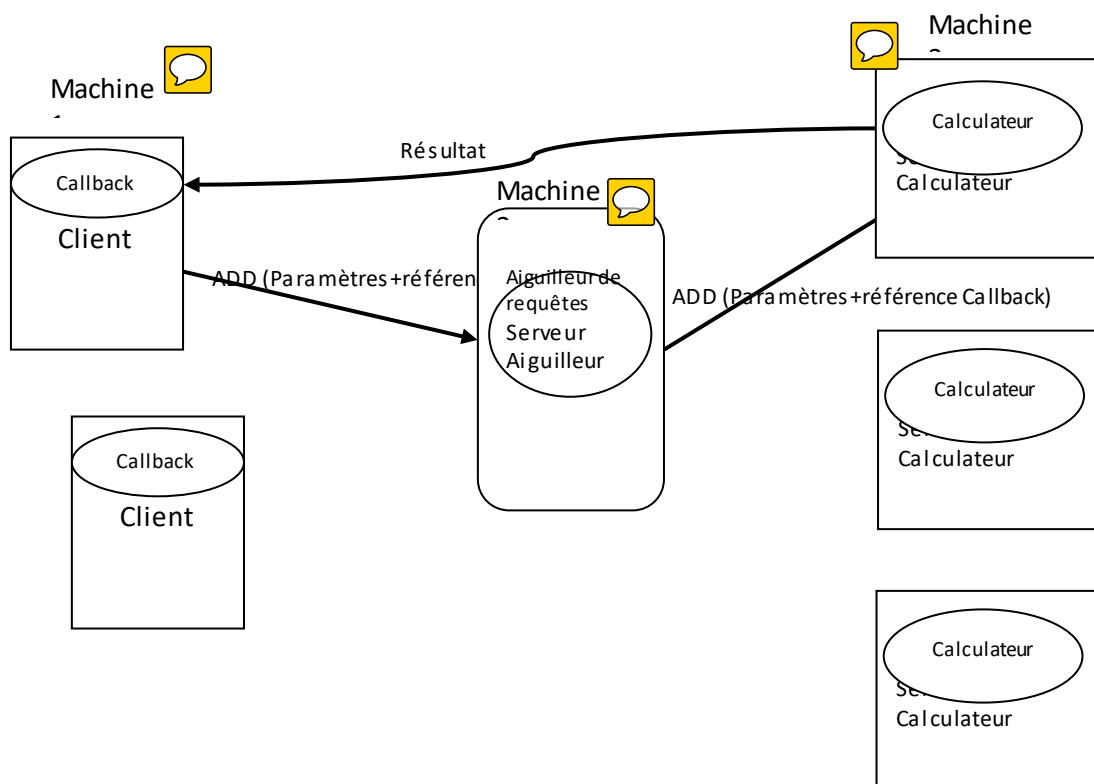 Machine
Callback
Client
Résultat
ADD (Paramètres+référen
Machine
Aiguilleur de
requêtes
Serveur
Aiguilleur
ADD (Paramètres+référence Callback)
Machine
Calculateur
Calculateur
Callback
Client
Calculateur
Calculateur
Calculateur
Calculateur